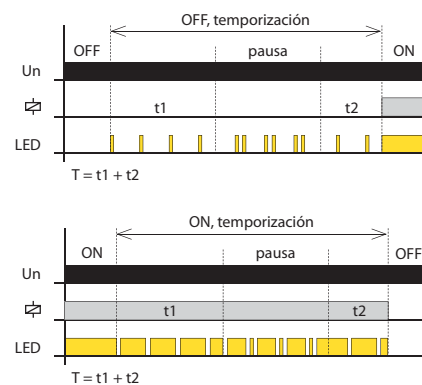 OFF, temporización
OFF
pausa
ON
Un
t1
t2
LED
T = t1 + t2
ON, temporización
ON
pausa
OFF
Un
t1
t2
LED
T = t1 + t2